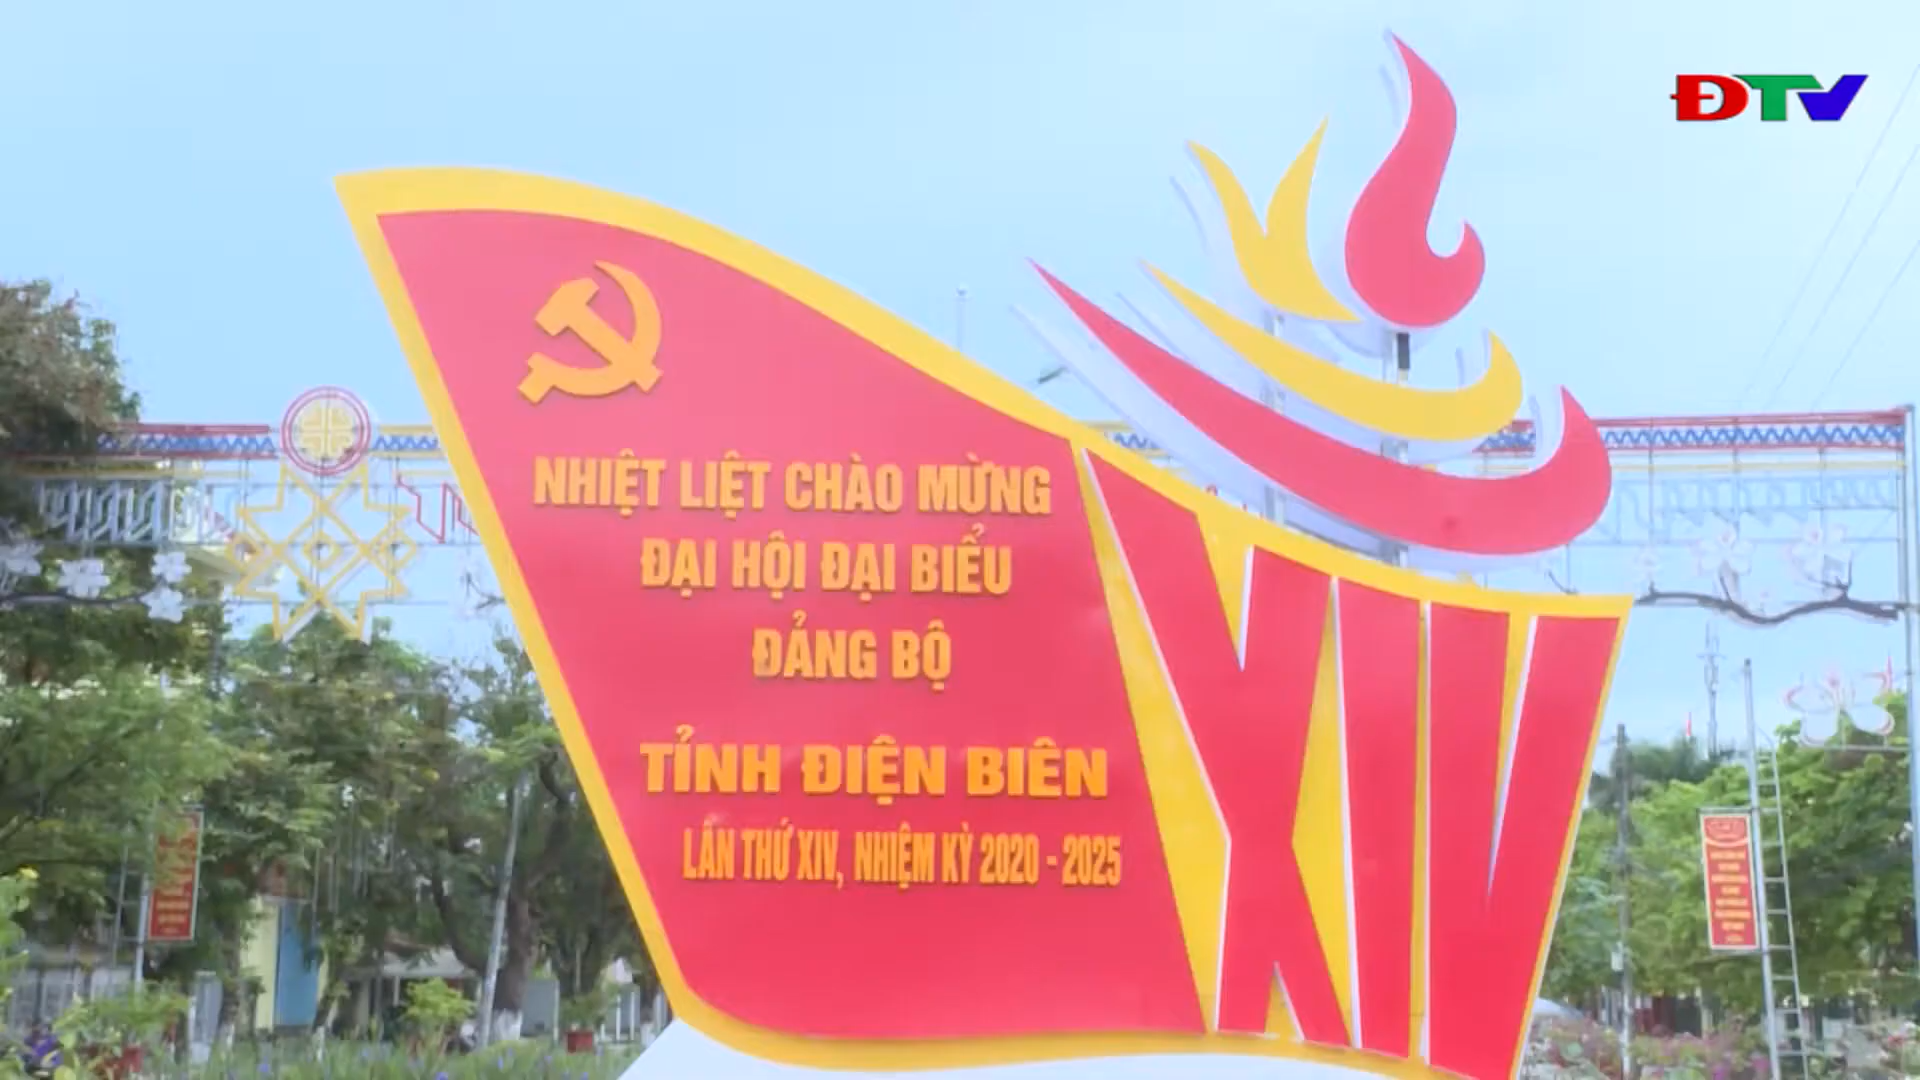 ĐTV
NHIỆT LIỆT CHÀO MỪNG
ĐẠI HỘI ĐẠI BIỂU
ĐẢNG BỘ
TỈNH ĐIỆN BIÊN
LẦN THỨ XIV, NHIỆM KỲ 2020 - 2025
XIV